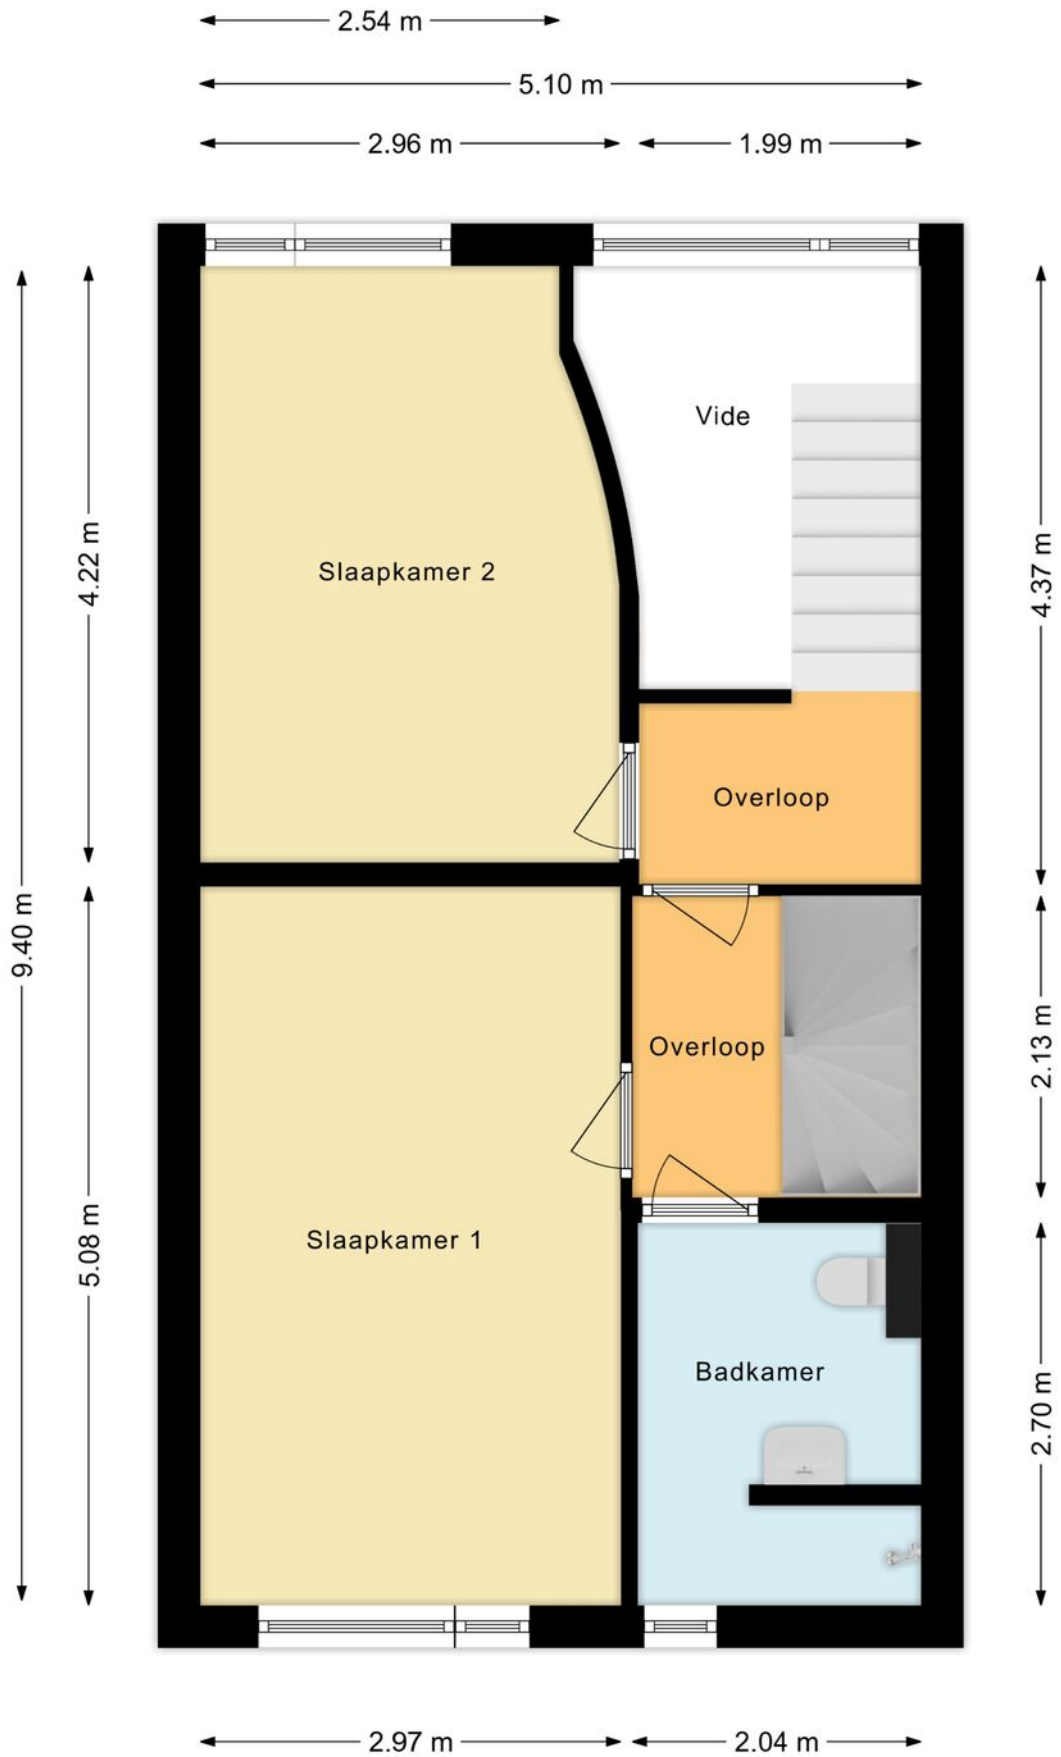 2.54 m
5.10 m
2.96 m
1.99 m
Vide
4.22 m
4.37 m
Slaapkamer 2
Overloop
9.40 m
Overloop
2.13 m
5.08 m
Slaapkamer 1
Badkamer
2.70 m
2.97 m
2.04 m